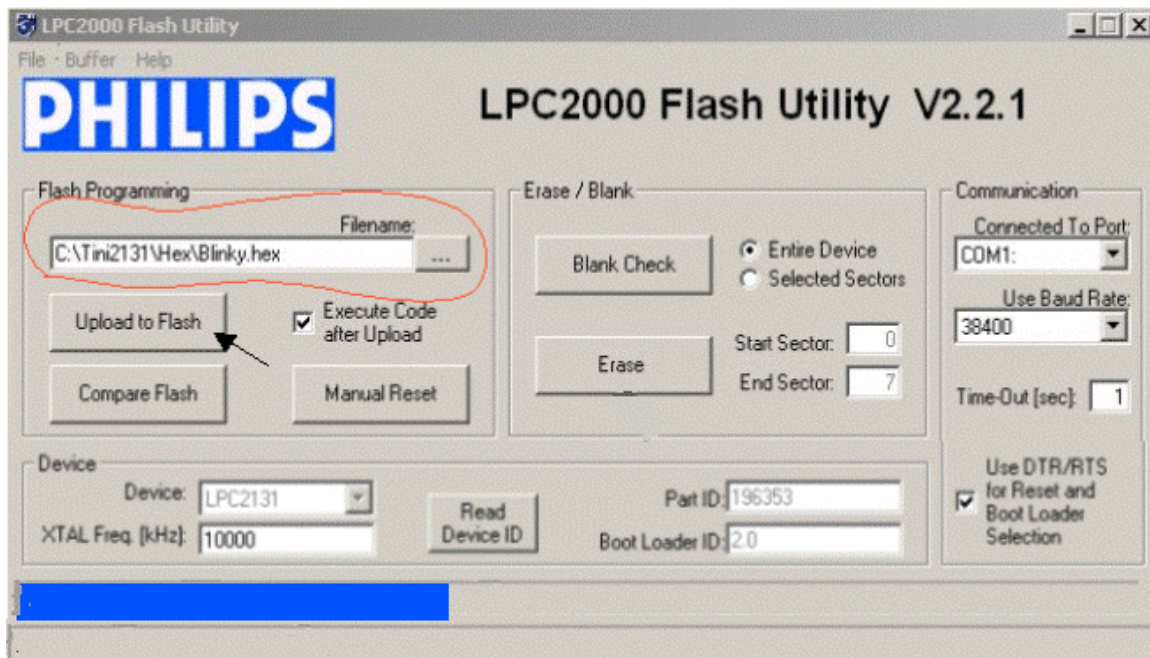 LPC2000 Flash Utility
File Buffer Help
PHILIPS
LPC2000 Flash Utility V2.2.1
Flash Programming
Filename:
C:\Tini2131\Hex\Blinky.hex
...
Upload to Flash
Execute Code
after Upload
Compare Flash
Manual Reset
Erase / Blank
Blank Check
Entire Device
Selected Sectors
Erase
Start Sector: 0
End Sector: 7
Communication
Connected To Port:
COM1:
Use Baud Rate:
38400
Time-Out [sec]: 1
Use DTR/RTS
for Reset and
Boot Loader
Selection
Device
Device: LPC2131
XTAL Freq. [kHz]: 10000
Read
Device ID
Part ID: 196353
Boot Loader ID: 2.0